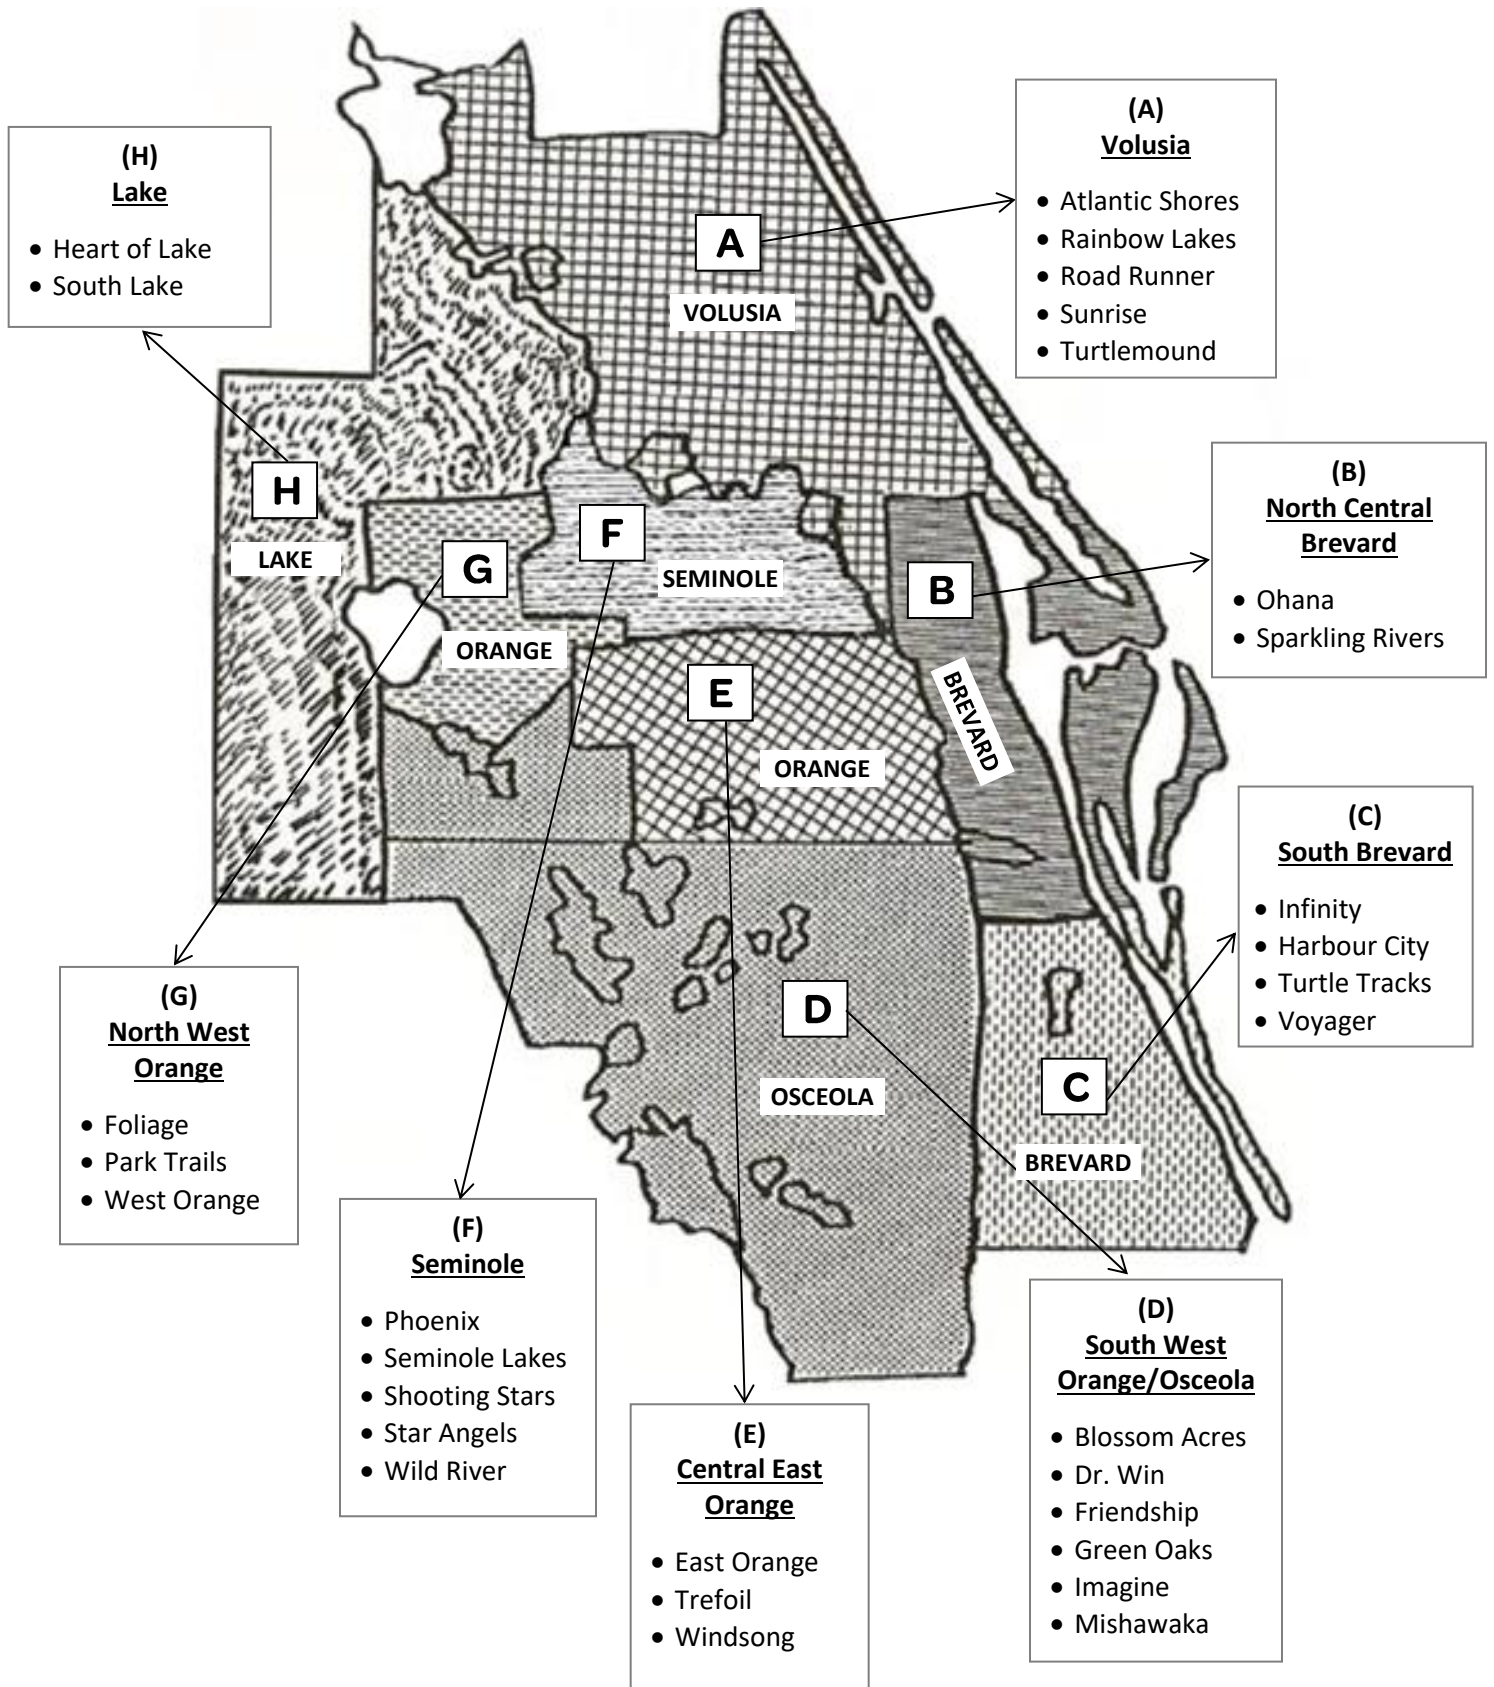 (H)
Lake
• Heart of Lake
• South Lake
(A)
Volusia
• Atlantic Shores
• Rainbow Lakes
• Road Runner
• Sunrise
• Turtlemound
A
VOLUSIA
(B)
North Central
Brevard
• Ohana
• Sparkling Rivers
H
LAKE
F
G
SEMINOLE
B
ORANGE
E
BREVARD
ORANGE
(C)
South Brevard
• Infinity
• Harbour City
• Turtle Tracks
• Voyager
D
OSCEOLA
C
BREVARD
(G)
North West
Orange
• Foliage
• Park Trails
• West Orange
(F)
Seminole
• Phoenix
• Seminole Lakes
• Shooting Stars
• Star Angels
• Wild River
(E)
Central East
Orange
• East Orange
• Trefoil
• Windsong
(D)
South West
Orange/Osceola
• Blossom Acres
• Dr. Win
• Friendship
• Green Oaks
• Imagine
• Mishawaka